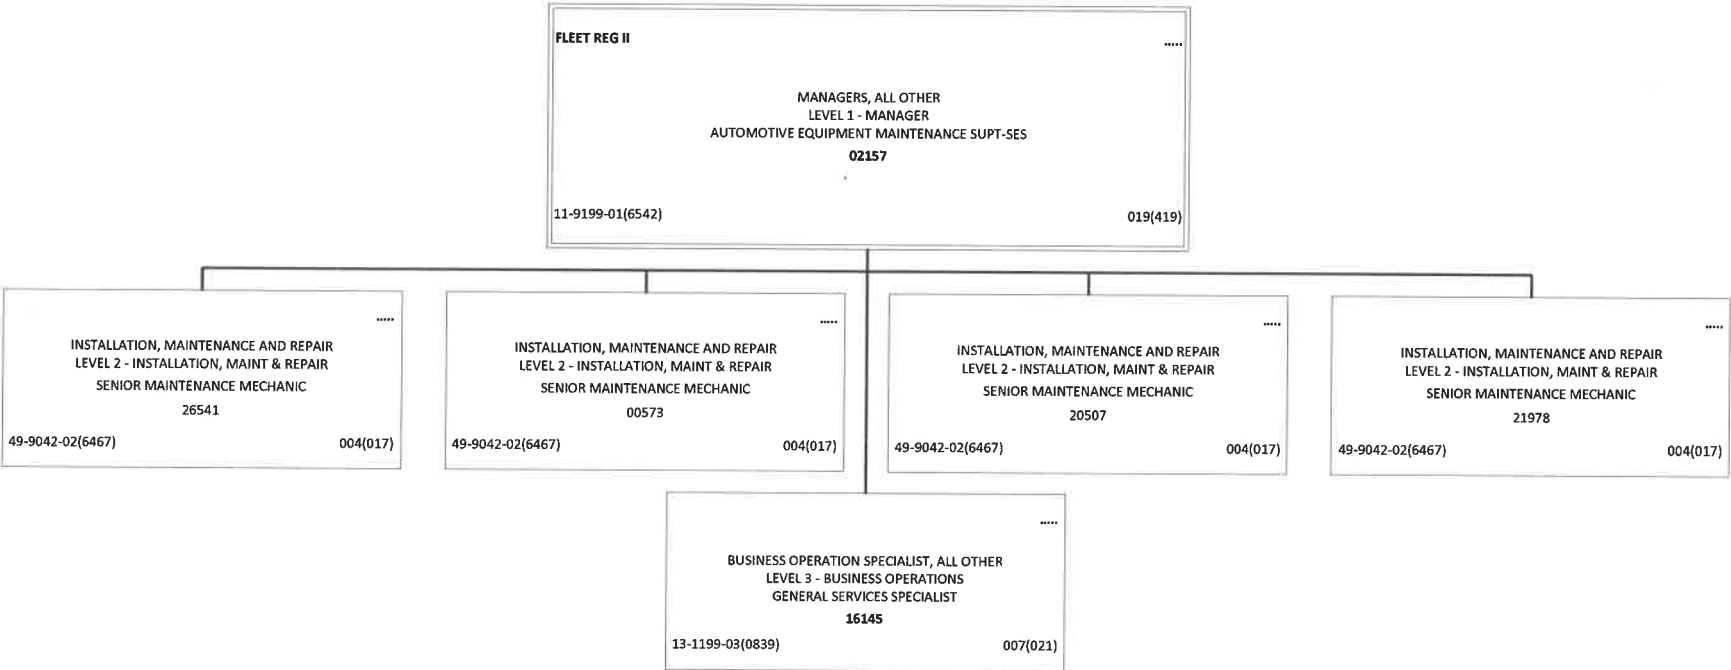 FLEET REG II
.....
MANAGERS, ALL OTHER
LEVEL 1 - MANAGER
AUTOMOTIVE EQUIPMENT MAINTENANCE SUPT-SES
02157
11-9199-01(6542)
019(419)
.....
INSTALLATION, MAINTENANCE AND REPAIR
LEVEL 2 - INSTALLATION, MAINT & REPAIR
SENIOR MAINTENANCE MECHANIC
26541
49-9042-02(6467)
004(017)
.....
INSTALLATION, MAINTENANCE AND REPAIR
LEVEL 2 - INSTALLATION, MAINT & REPAIR
SENIOR MAINTENANCE MECHANIC
00573
49-9042-02(6467)
004(017)
.....
INSTALLATION, MAINTENANCE AND REPAIR
LEVEL 2 - INSTALLATION, MAINT & REPAIR
SENIOR MAINTENANCE MECHANIC
20507
49-9042-02(6467)
004(017)
.....
INSTALLATION, MAINTENANCE AND REPAIR
LEVEL 2 - INSTALLATION, MAINT & REPAIR
SENIOR MAINTENANCE MECHANIC
21978
49-9042-02(6467)
004(017)
.....
BUSINESS OPERATION SPECIALIST, ALL OTHER
LEVEL 3 - BUSINESS OPERATIONS
GENERAL SERVICES SPECIALIST
16145
13-1199-03(0839)
007(021)